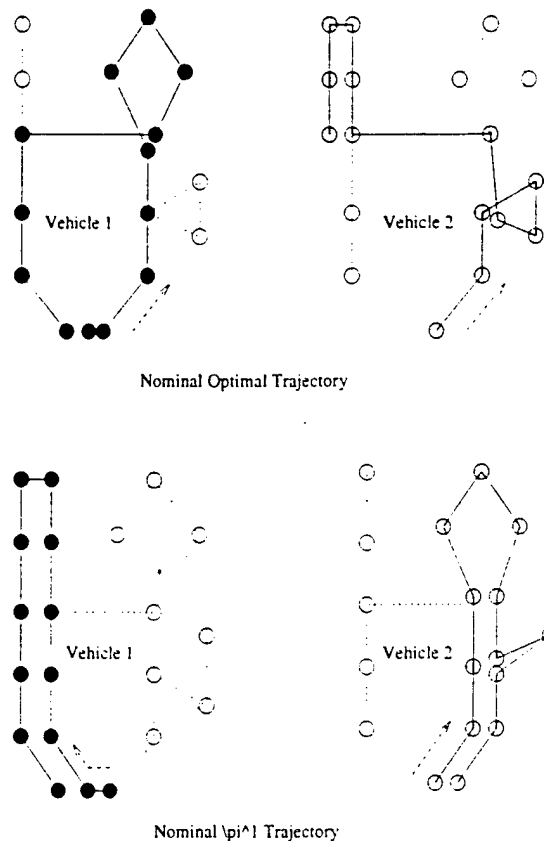 Vehicle 1
Vehicle 2
Nominal Optimal Trajectory
Vehicle 1
Vehicle 2
Nominal \pi^1 Trajectory